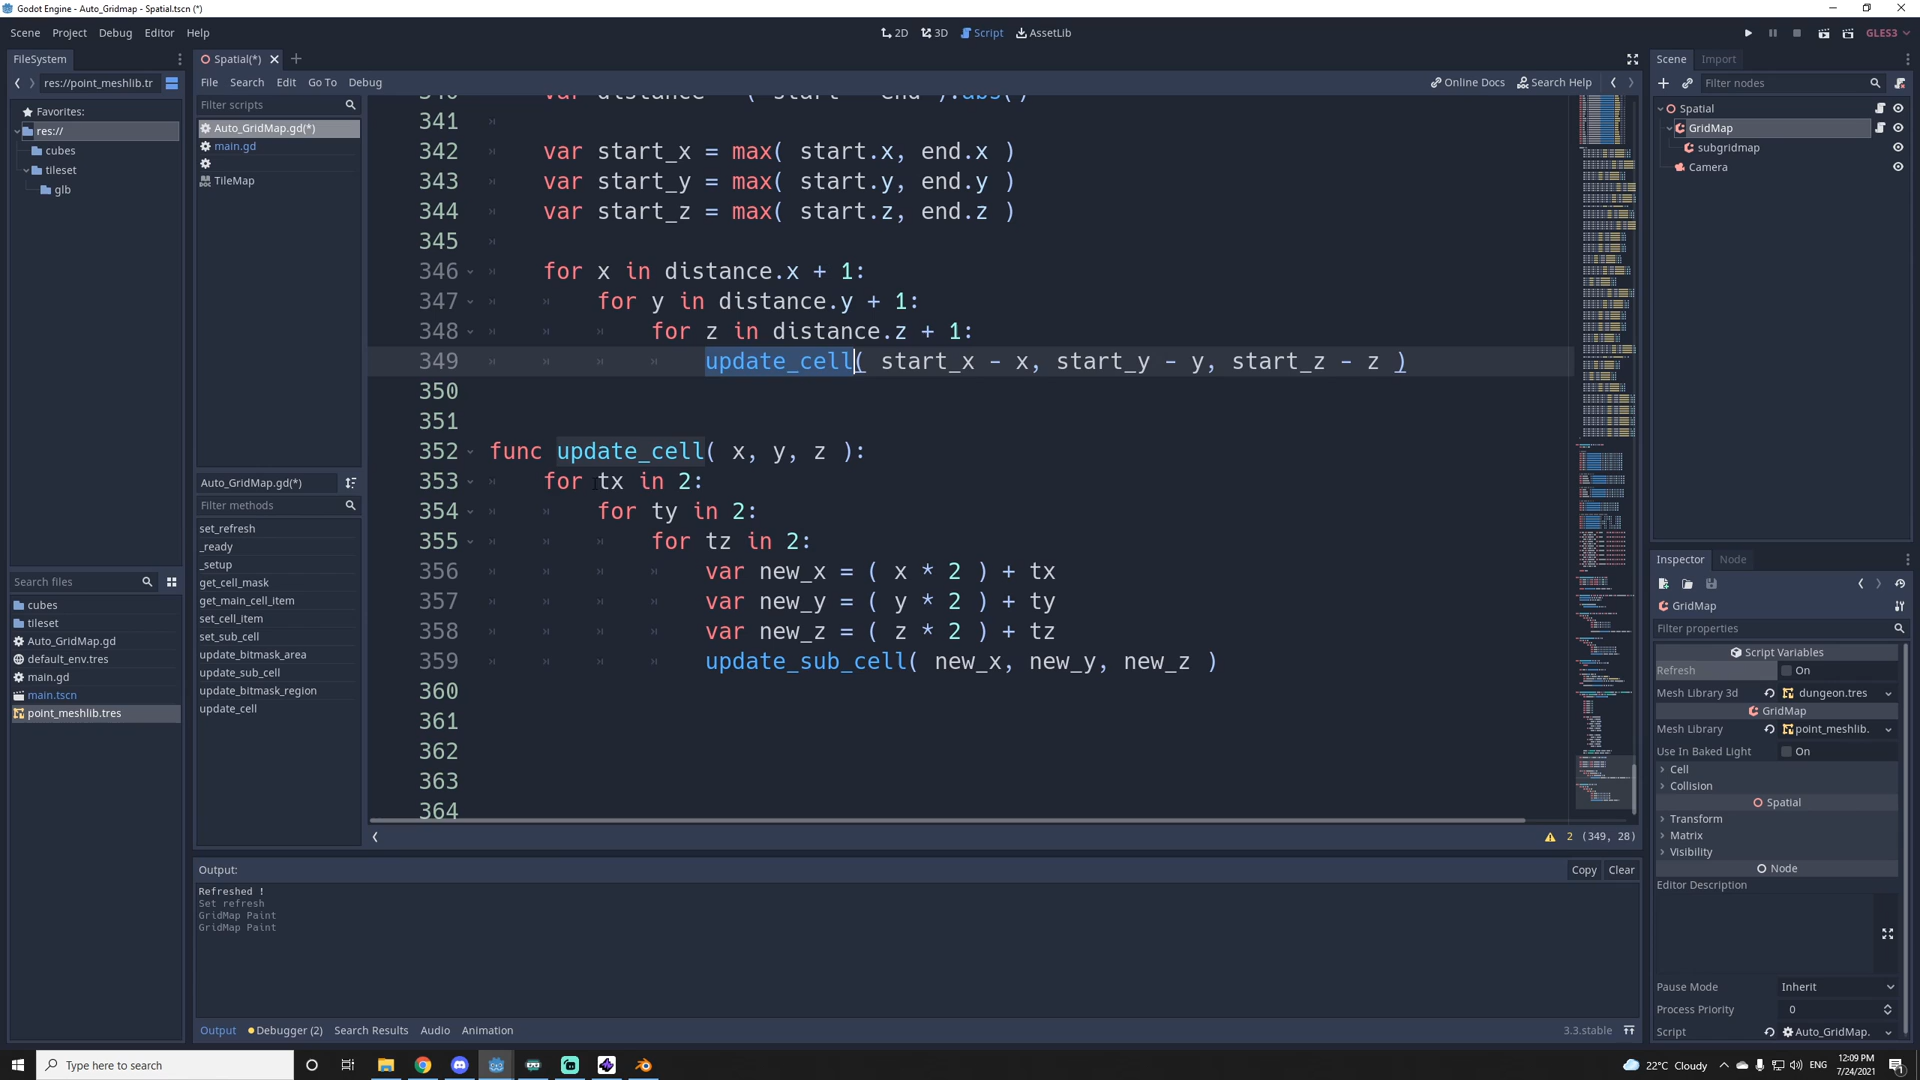 Godot Engine - Auto_Gridmap - Spatial.tscn (*)
Scene Project Debug Editor Help
2D 3D Script AssetLib
GLES3
FileSystem
res://point_meshlib.tr
Favorites:
res://
cubes
tileset
glb
Search files
cubes
tileset
Auto_GridMap.gd
default_env.tres
main.gd
main.tscn
point_meshlib.tres
Spatial(*)
File Search Edit Go To Debug
Online Docs Search Help
Filter scripts
Auto_GridMap.gd(*)
main.gd
TileMap
Auto_GridMap.gd(*)
Filter methods
set_refresh
_ready
_setup
get_cell_mask
get_main_cell_item
set_cell_item
set_sub_cell
update_bitmask_area
update_sub_cell
update_bitmask_region
update_cell
340 var distance = ( start - end ).abs()
341
342 var start_x = max( start.x, end.x )
343 var start_y = max( start.y, end.y )
344 var start_z = max( start.z, end.z )
345
346 for x in distance.x + 1:
347 for y in distance.y + 1:
348 for z in distance.z + 1:
349 update_cell( start_x - x, start_y - y, start_z - z )
350
351
352 func update_cell( x, y, z ):
353 for tx in 2:
354 for ty in 2:
355 for tz in 2:
356 var new_x = ( x * 2 ) + tx
357 var new_y = ( y * 2 ) + ty
358 var new_z = ( z * 2 ) + tz
359 update_sub_cell( new_x, new_y, new_z )
360
361
362
363
364
2 (349, 28)
Output:
Copy Clear
Refreshed !
Set refresh
GridMap Paint
GridMap Paint
Output Debugger (2) Search Results Audio Animation
3.3.stable
Scene Import
Filter nodes
Spatial
GridMap
subgridmap
Camera
Inspector Node
GridMap
Filter properties
Script Variables
Refresh On
Mesh Library 3d dungeon.tres
GridMap
Mesh Library point_meshlib.
Use In Baked Light On
Cell
Collision
Spatial
Transform
Matrix
Visibility
Node
Editor Description
Pause Mode Inherit
Process Priority 0
Script Auto_GridMap.
Type here to search
22°C Cloudy
ENG
12:09 PM
7/24/2021